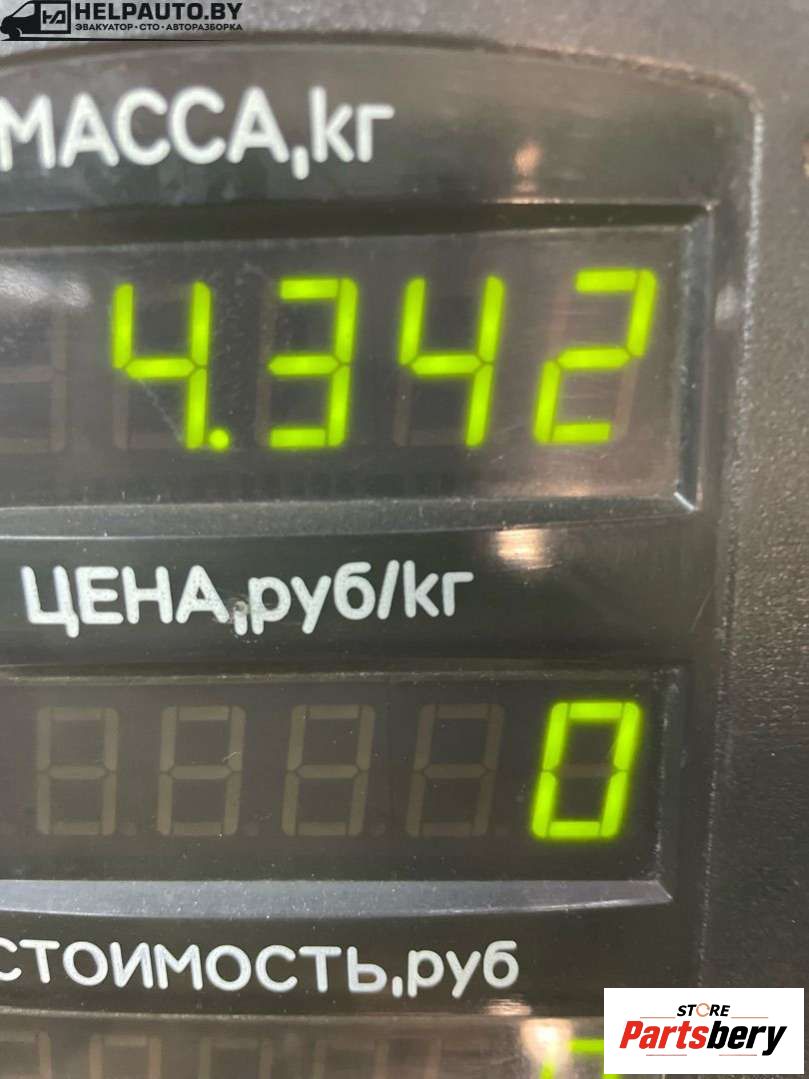 HELPAUTO.BY
ЭВАКУАТОР · СТО · АВТОРАЗБОРКА
МАССА,кг
4.342
ЦЕНА,руб/кг
0
СТОИМОСТЬ,руб
STORE
Partsbery